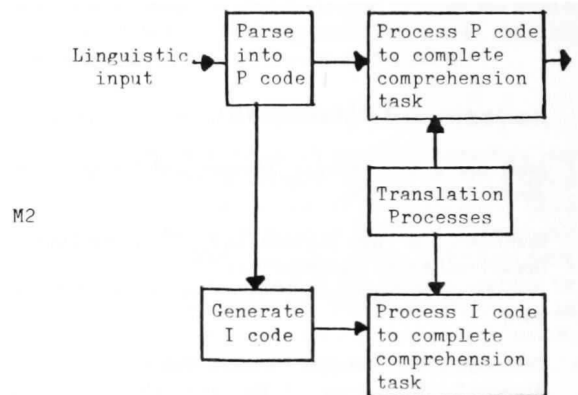 Linguistic
input
Parse
into
P code
Process P code
to complete
comprehension
task
Translation
Processes
M2
Generate
I code
Process I code
to complete
comprehension
task